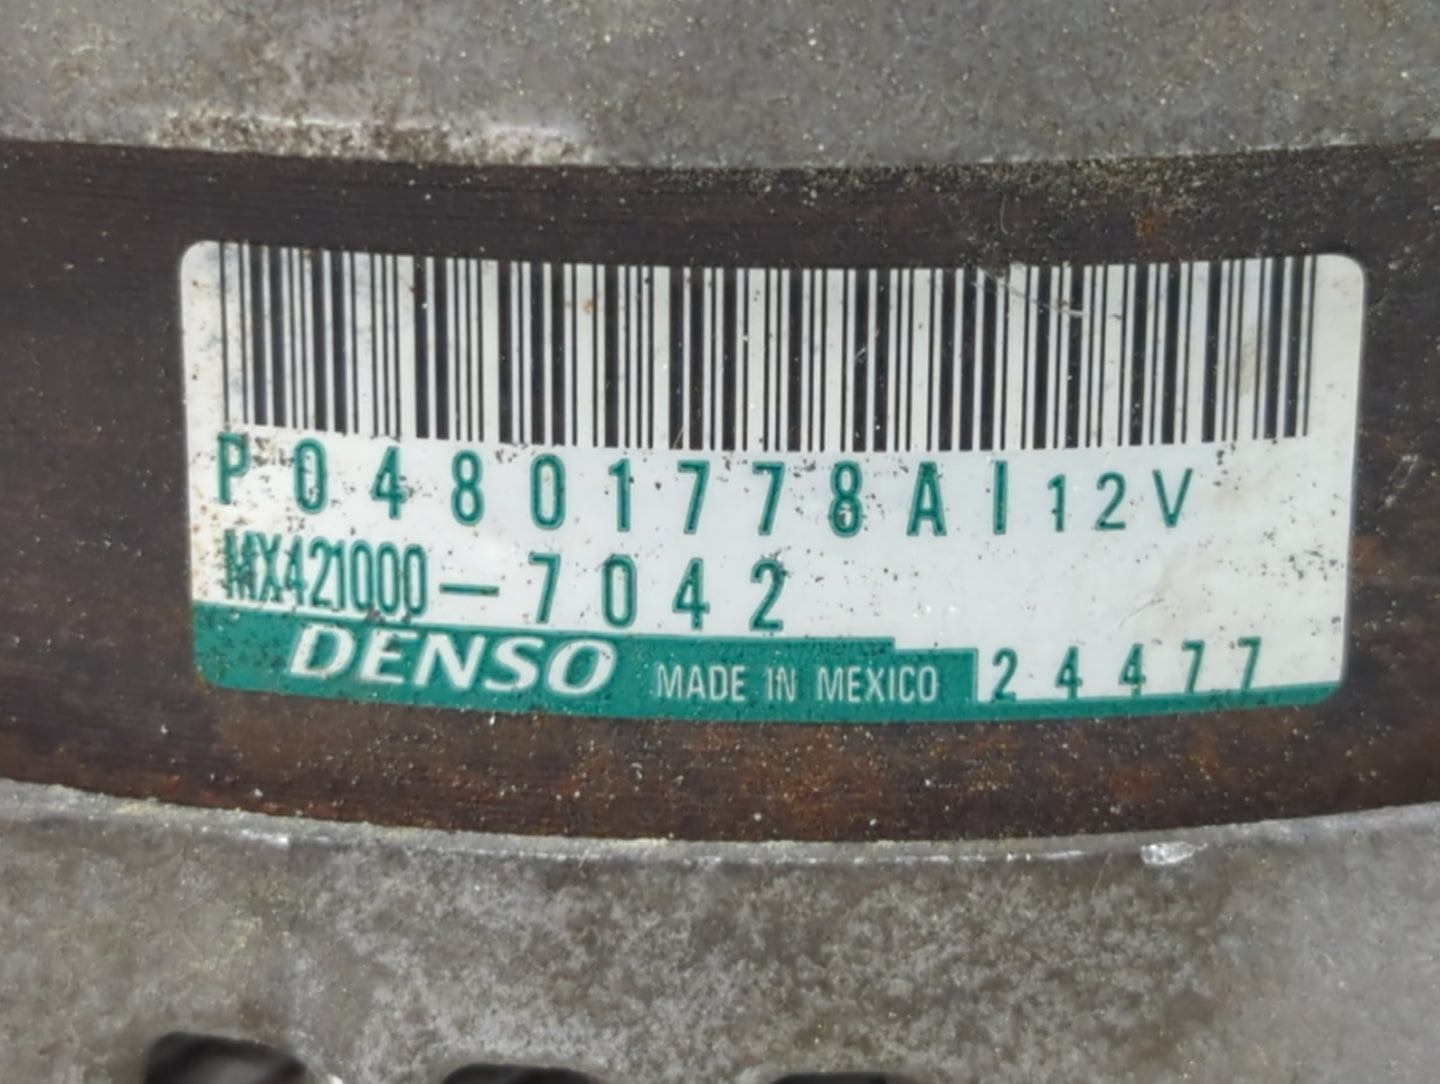 P04801778AI 12V
MX421000-7042
DENSO MADE IN MEXICO 24477